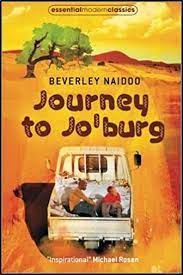 essentialmodernclassics
BEVERLEY NAIDOO
Journey
to Jo'burg
"Inspirational" Michael Rosen